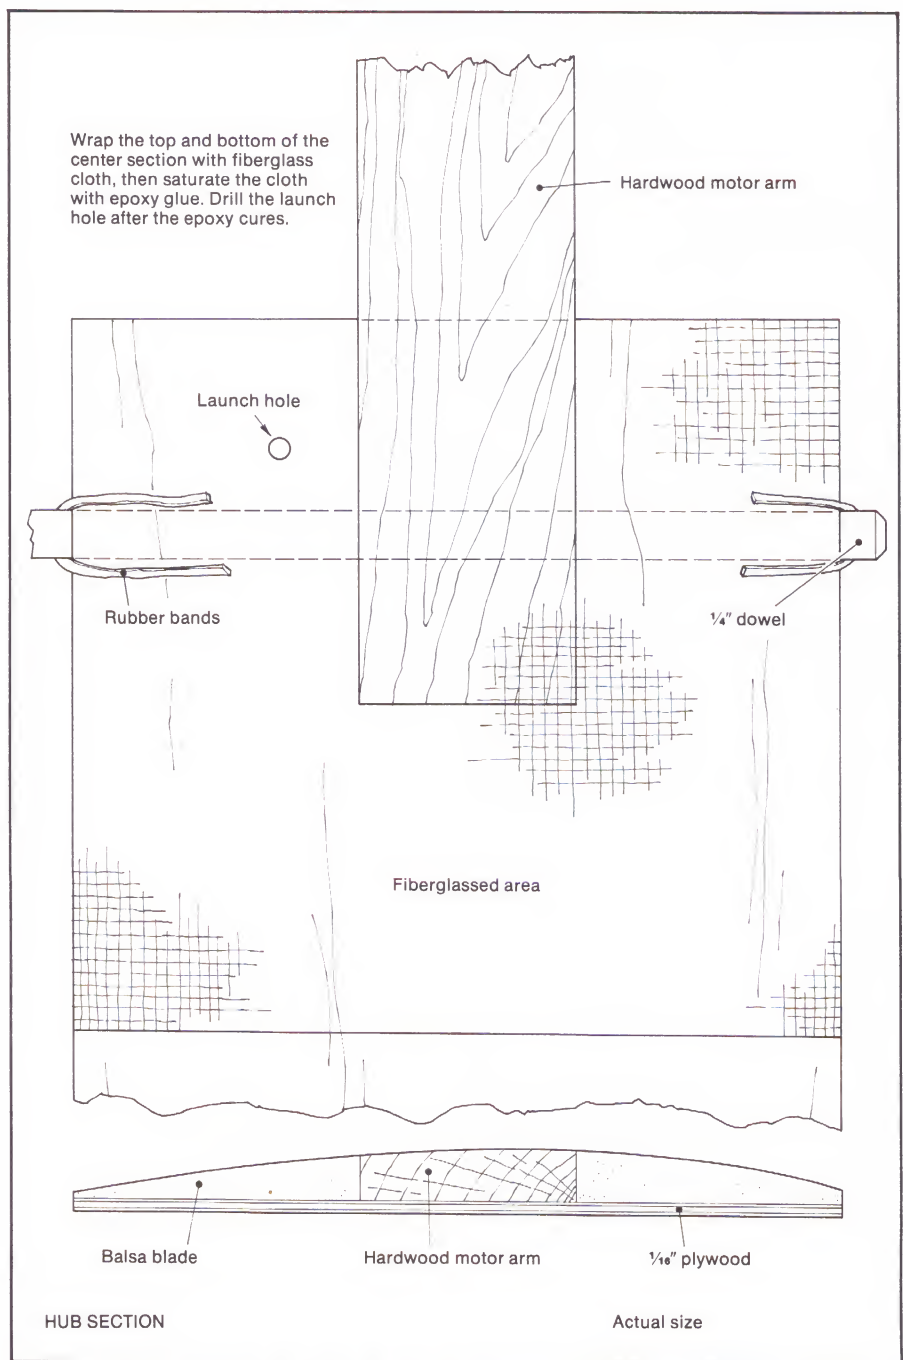 Wrap the top and bottom of the
center section with fiberglass
cloth, then saturate the cloth
with epoxy glue. Drill the launch
hole after the epoxy cures.
Hardwood motor arm
Launch hole
Rubber bands
1/4" dowel
Fiberglassed area
Balsa blade
Hardwood motor arm
1/16" plywood
HUB SECTION
Actual size